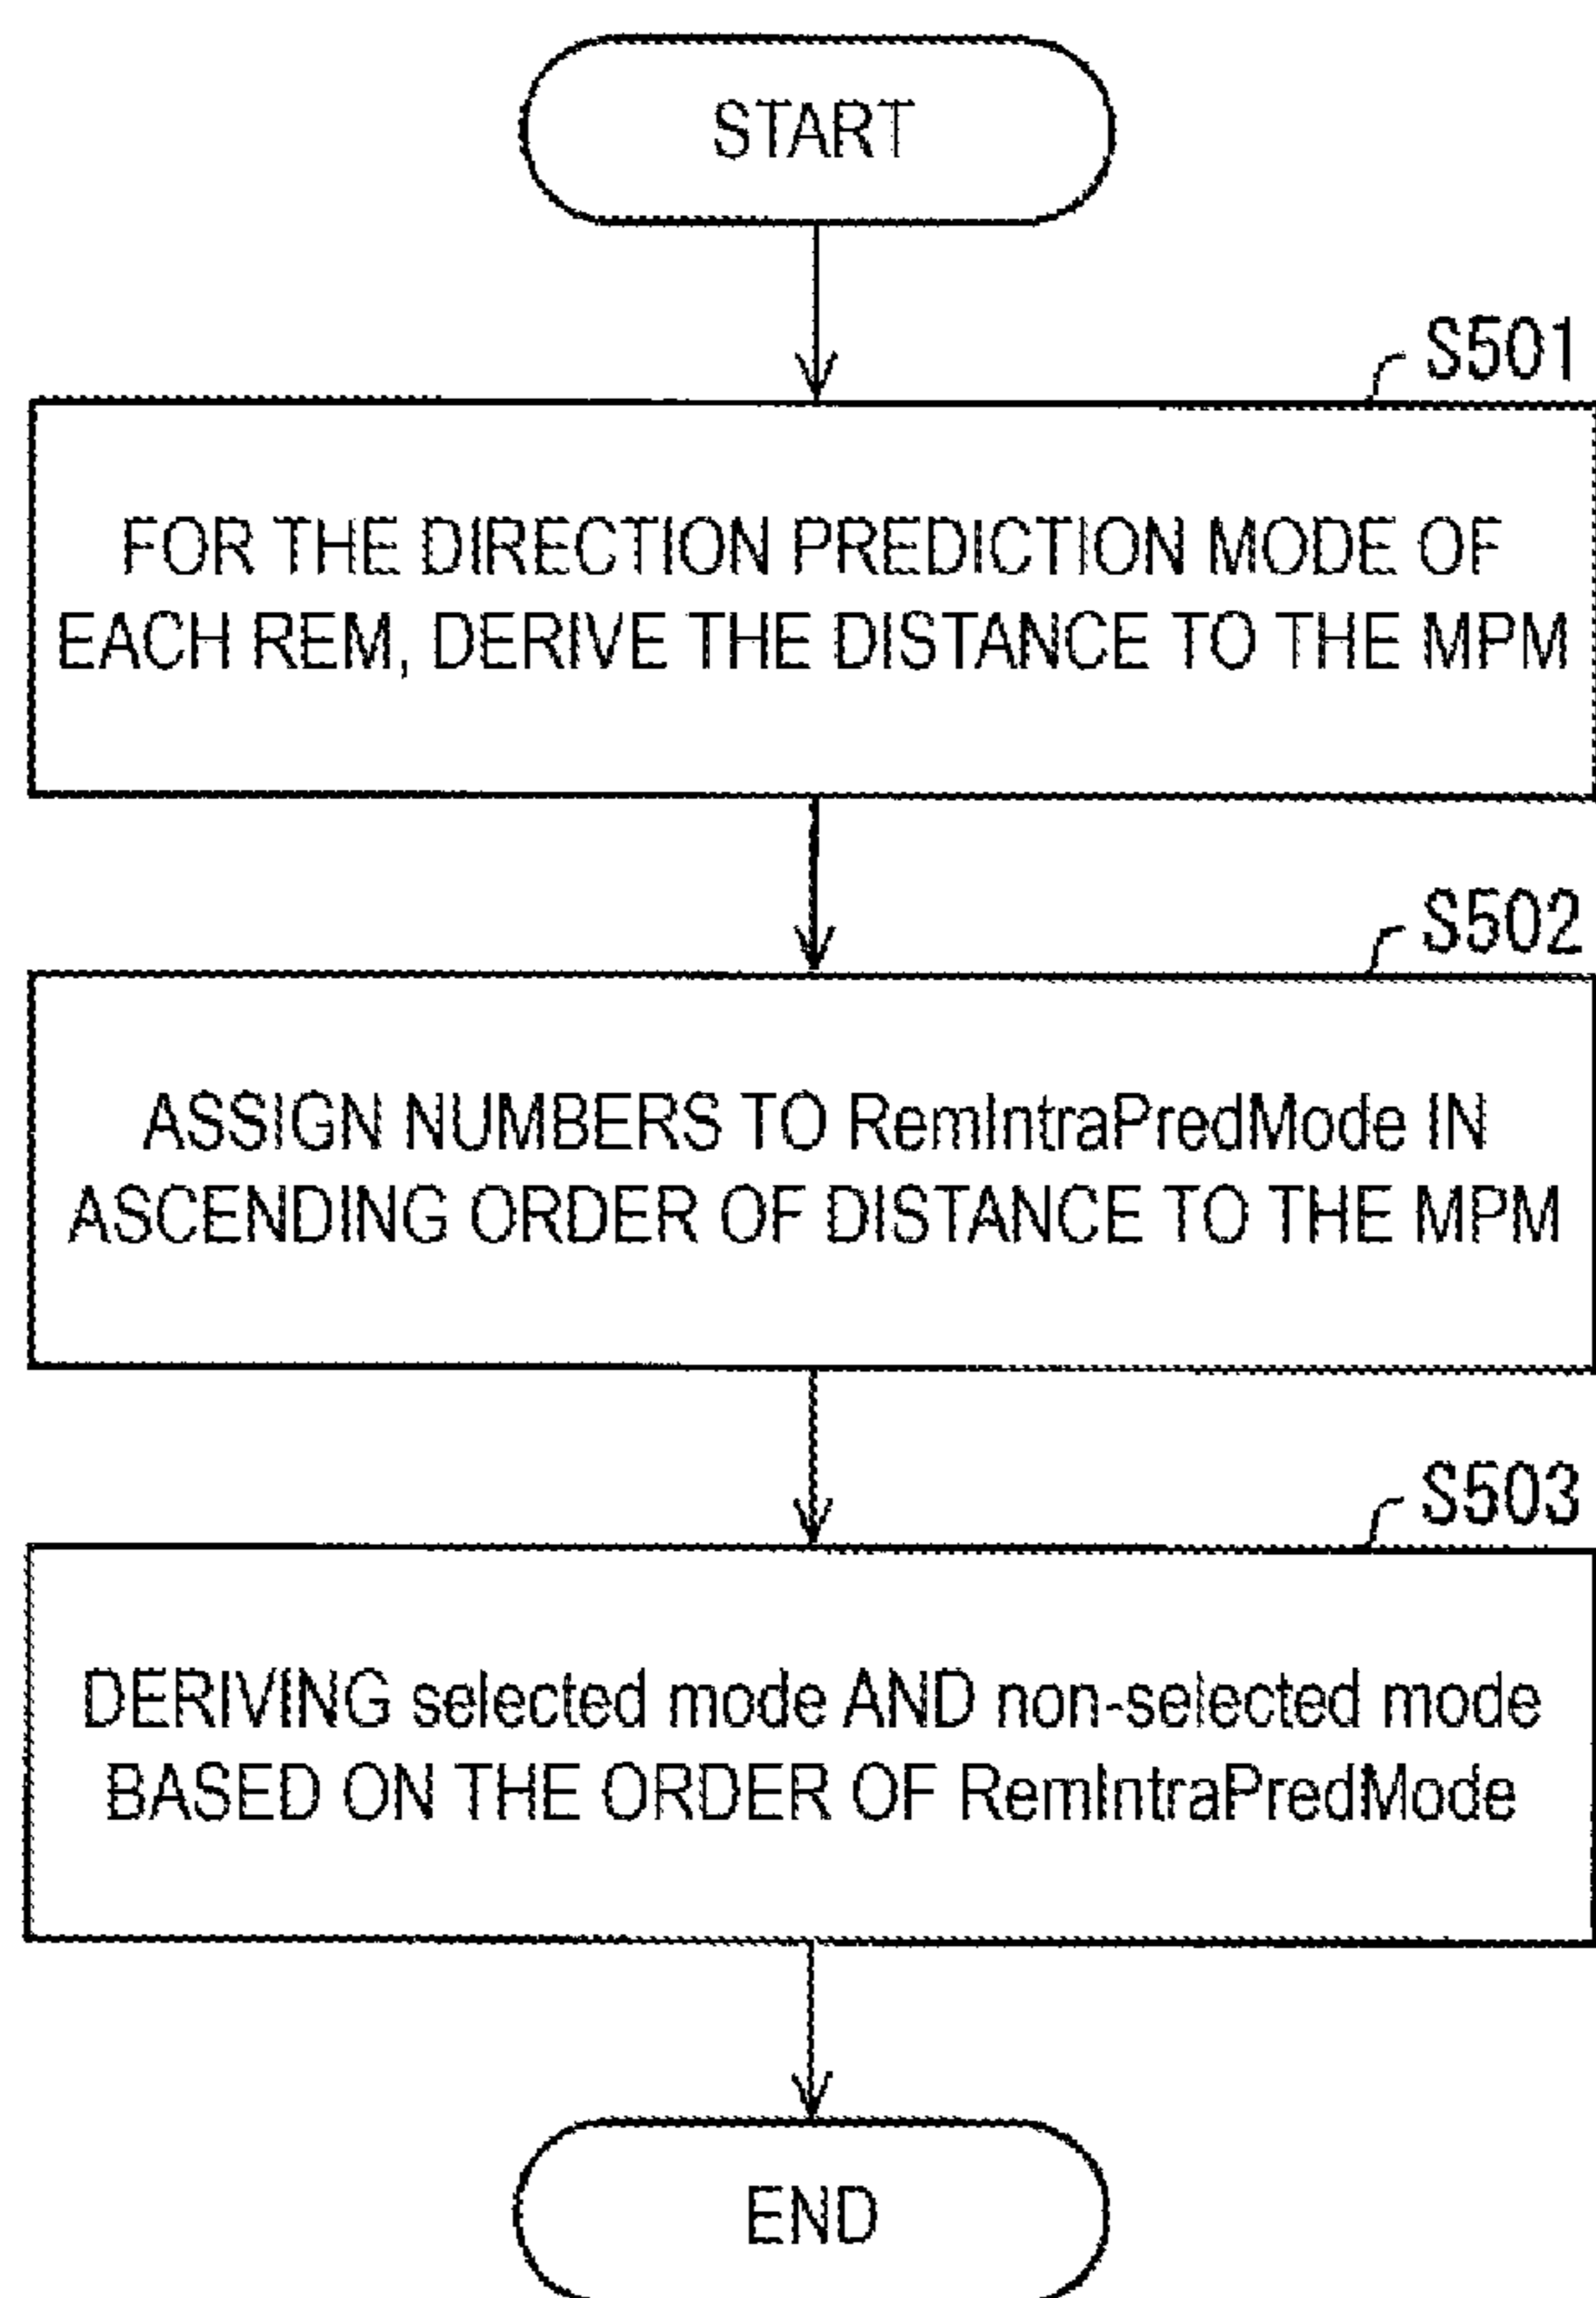 START
S501
FOR THE DIRECTION PREDICTION MODE OF
EACH REM, DERIVE THE DISTANCE TO THE MPM
S502
ASSIGN NUMBERS TO RemIntraPredMode IN
ASCENDING ORDER OF DISTANCE TO THE MPM
S503
DERIVING selected mode AND non-selected mode
BASED ON THE ORDER OF RemIntraPredMode
END